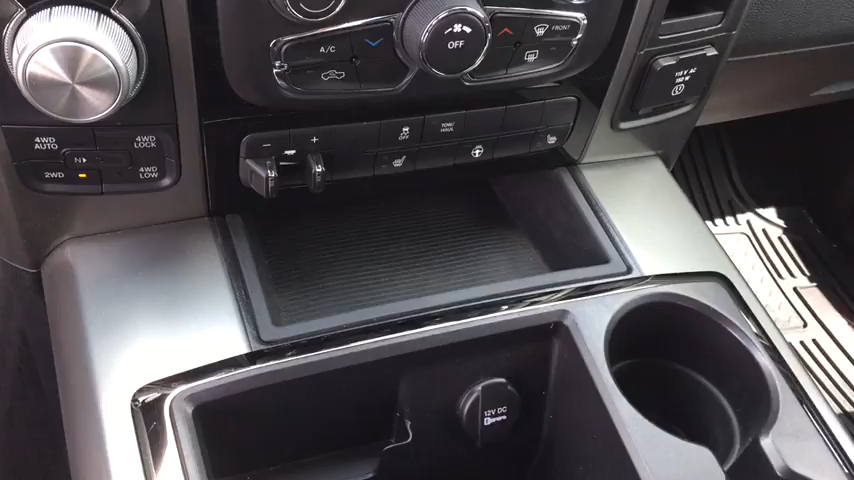 A/C
OFF
FRONT
115 V AC
150 W
4WD
AUTO
4WD
LOCK
N
2WD
4WD
LOW
−
+
OFF
TOW/
HAUL
12V DC